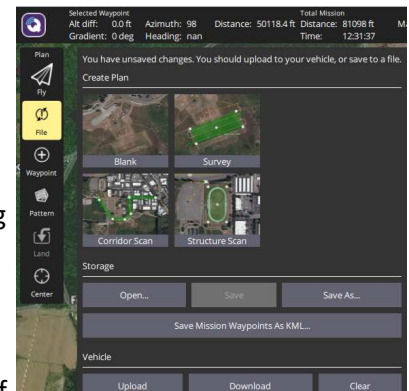 Selected Waypoint
Total Mission
Alt diff: 0.0 ft Azimuth: 98 Distance: 50118.4 ft Distance: 81098 ft
Gradient: 0 deg Heading: nan Time: 12:31:37
Plan
You have unsaved changes. You should upload to your vehicle, or save to a file.
Create Plan
Fly
File
Blank Survey
Waypoint
Pattern
Corridor Scan Structure Scan
Land
Storage
Center
Open... Save Save As...
Save Mission Waypoints As KML...
Vehicle
Upload Download Clear